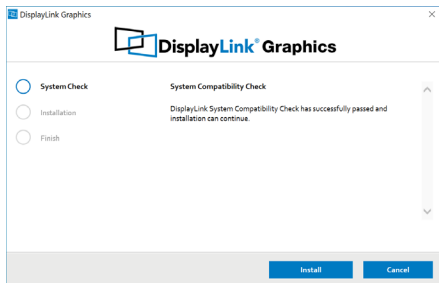 DisplayLink Graphics
DisplayLink® Graphics
System Check
Installation
Finish
System Compatibility Check
DisplayLink System Compatibility Check has successfully passed and
installation can continue.
Install
Cancel